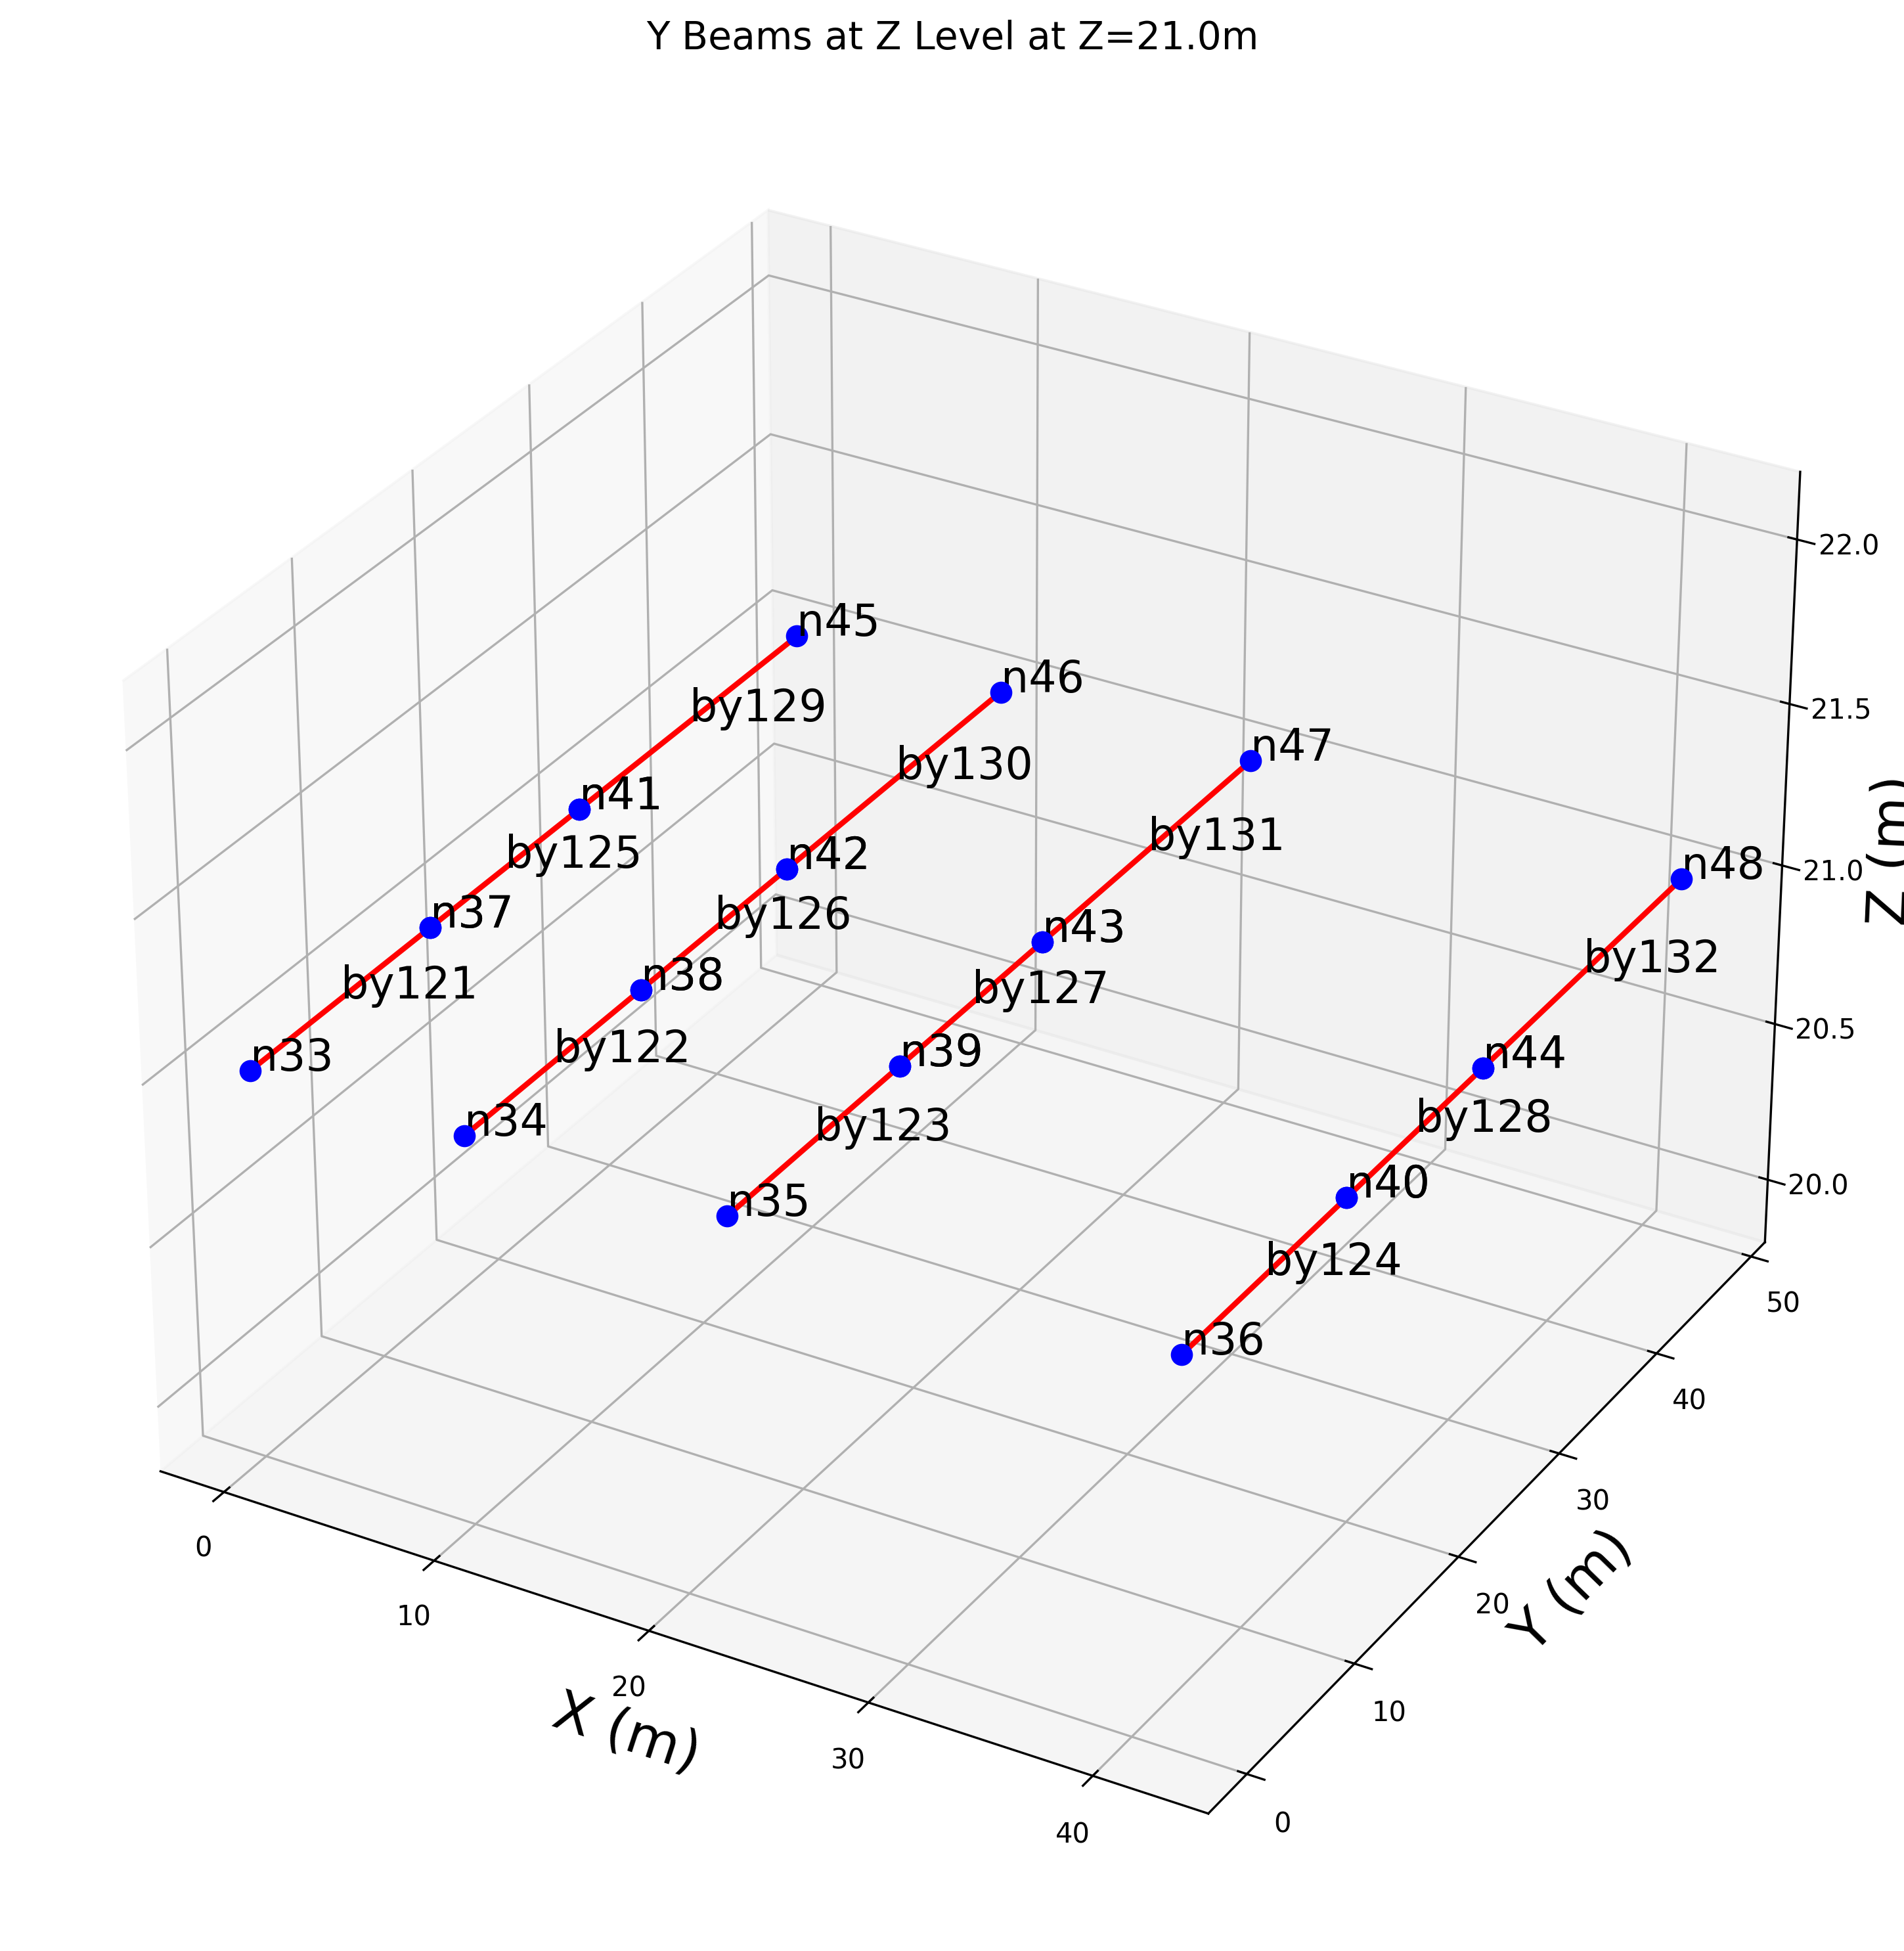 Y Beams at Z Level at Z=21.0m
n45
n46
by129
n47
by130
n41
by131
n42
by125
n48
n37
by126
n43
by132
n38
by121
by127
n33
n39
by122
n44
n34
by123
by128
n35
n40
by124
n36
22.0
21.5
21.0
20.5
20.0
Z (m)
50
40
30
20
10
0
Y (m)
0
10
20
30
40
X (m)